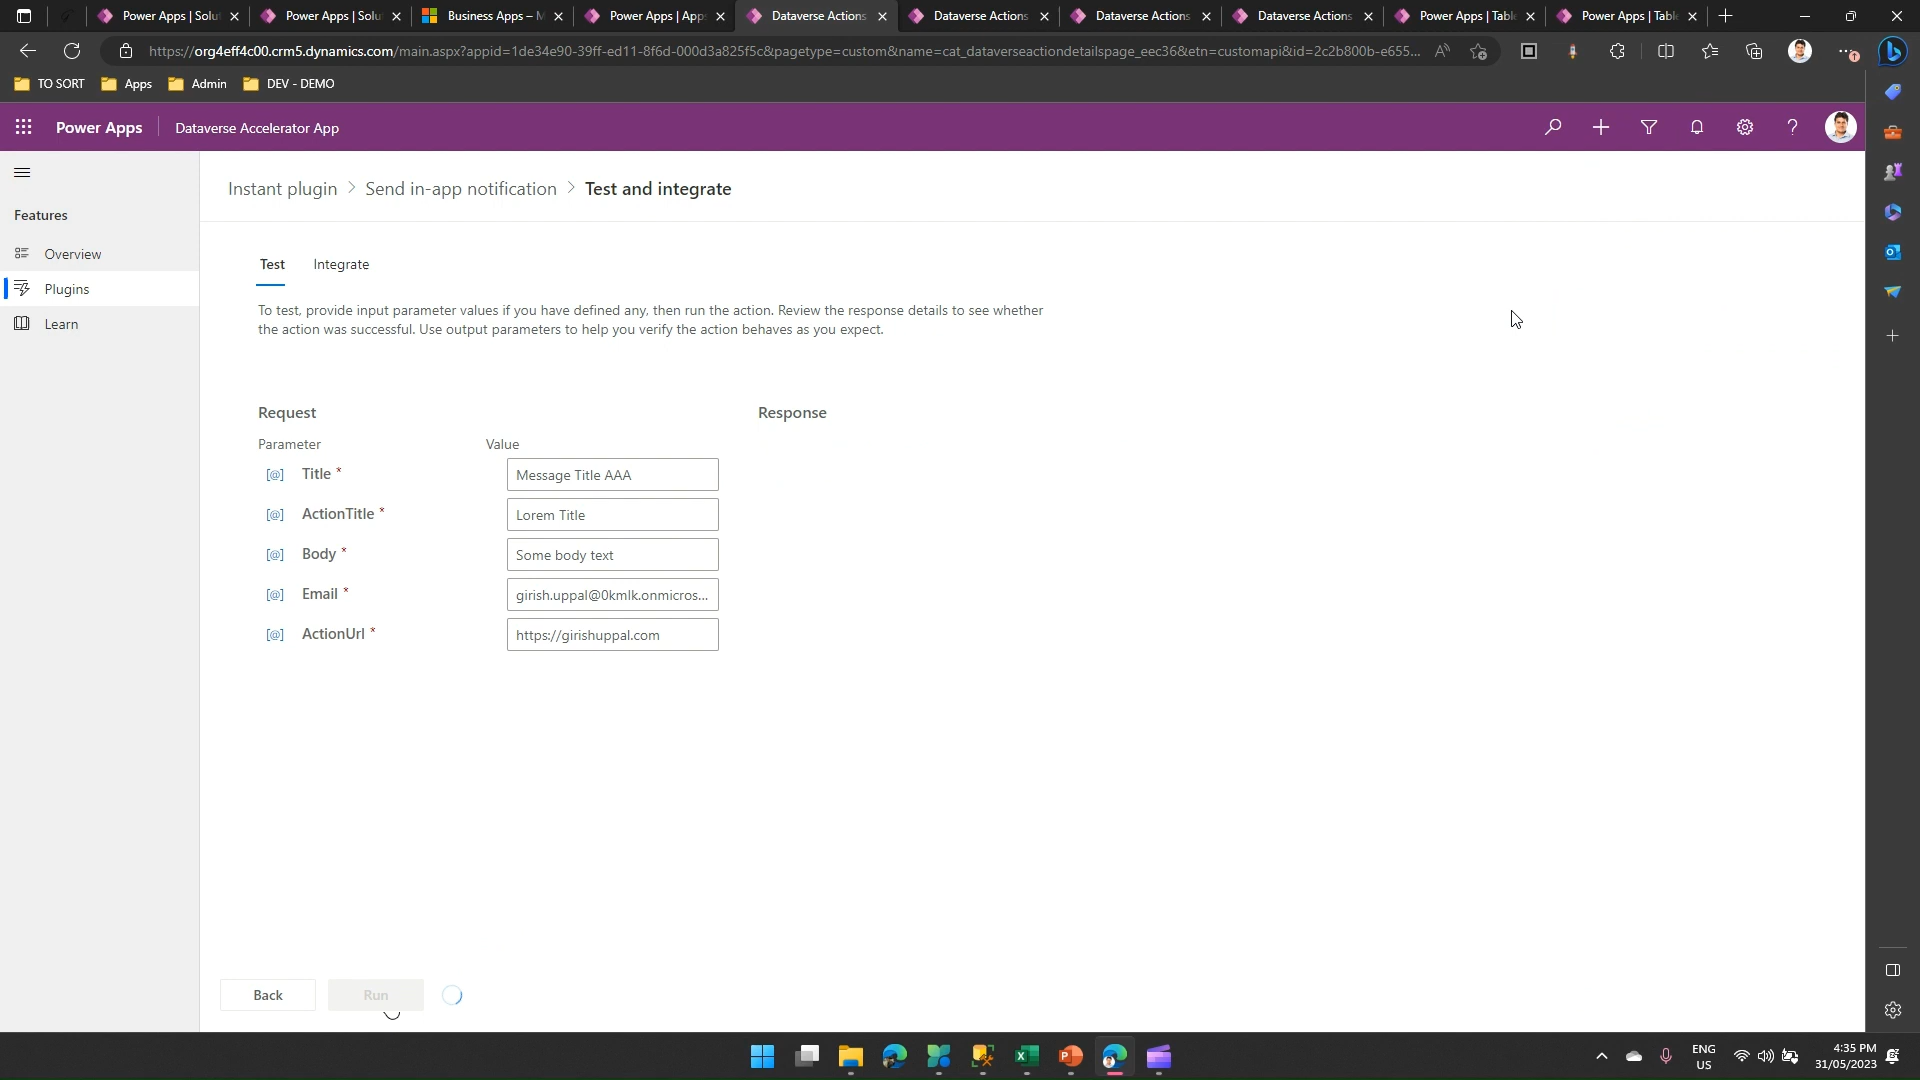 Power Apps | Solu
Power Apps | Solu
Business Apps – M
Power Apps | Apps
Dataverse Actions
Dataverse Actions
Dataverse Actions
Dataverse Actions
Power Apps | Table
Power Apps | Table
https://org4eff4c00.crm5.dynamics.com/main.aspx?appid=1de34e90-39ff-ed11-8f6d-000d3a825f5c&pagetype=custom&name=cat_dataverseactiondetailspage_eec36&etn=customapi&id=2c2b800b-e655...
TO SORT
Apps
Admin
DEV - DEMO
Power Apps
Dataverse Accelerator App
Features
Overview
Plugins
Learn
Instant plugin > Send in-app notification > Test and integrate
Test
Integrate
To test, provide input parameter values if you have defined any, then run the action. Review the response details to see whether
the action was successful. Use output parameters to help you verify the action behaves as you expect.
Request
Response
Parameter
Value
Title *
Message Title AAA
ActionTitle *
Lorem Title
Body *
Some body text
Email *
girish.uppal@0kmlk.onmicros...
ActionUrl *
https://girishuppal.com
Back
Run
ENG
US
4:35 PM
31/05/2023